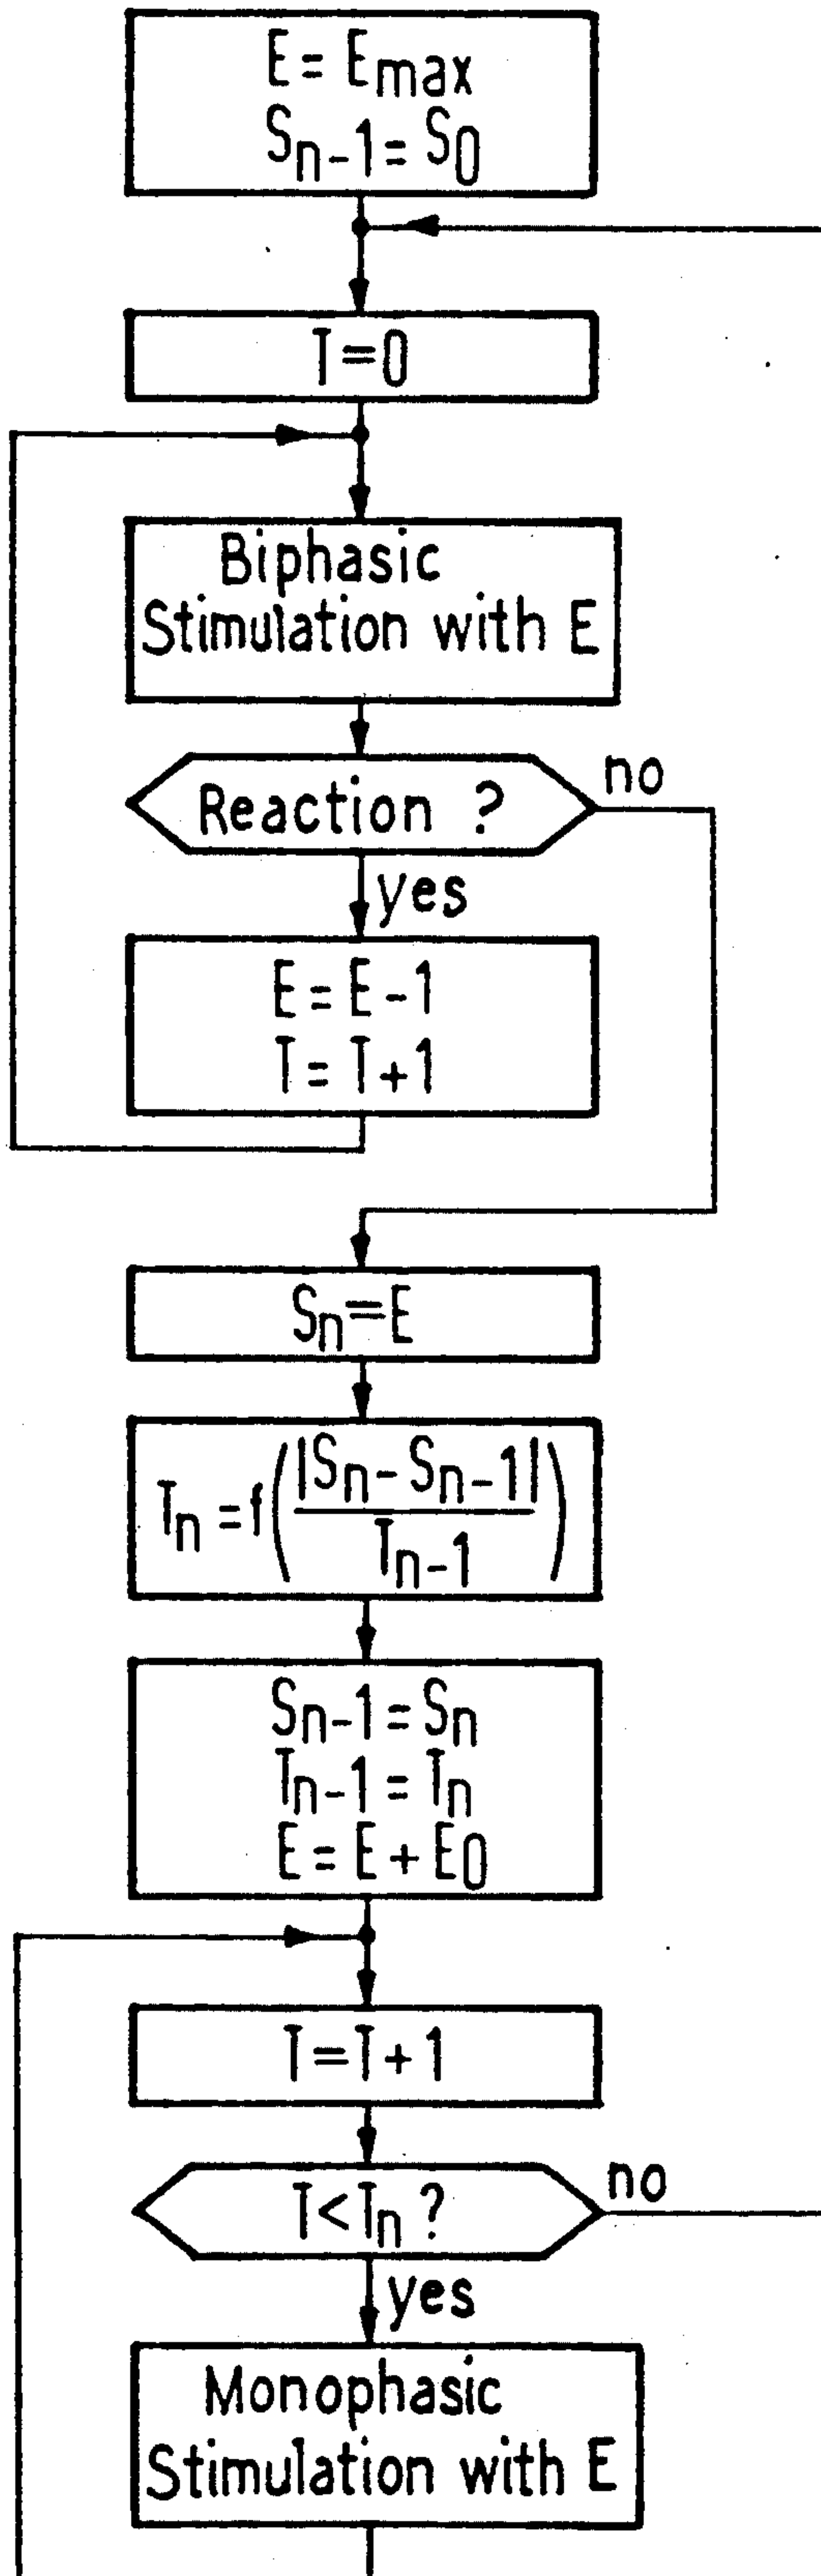 E = Emax
Sn-1 = S0
T = 0
Biphasic
Stimulation with E
Reaction ?
no
yes
E = E - 1
T = T + 1
Sn = E
Tn = f(|Sn - Sn-1| / Tn-1)
Sn-1 = Sn
Tn-1 = Tn
E = E + E0
T = T + 1
T < Tn ?
no
yes
Monophasic
Stimulation with E